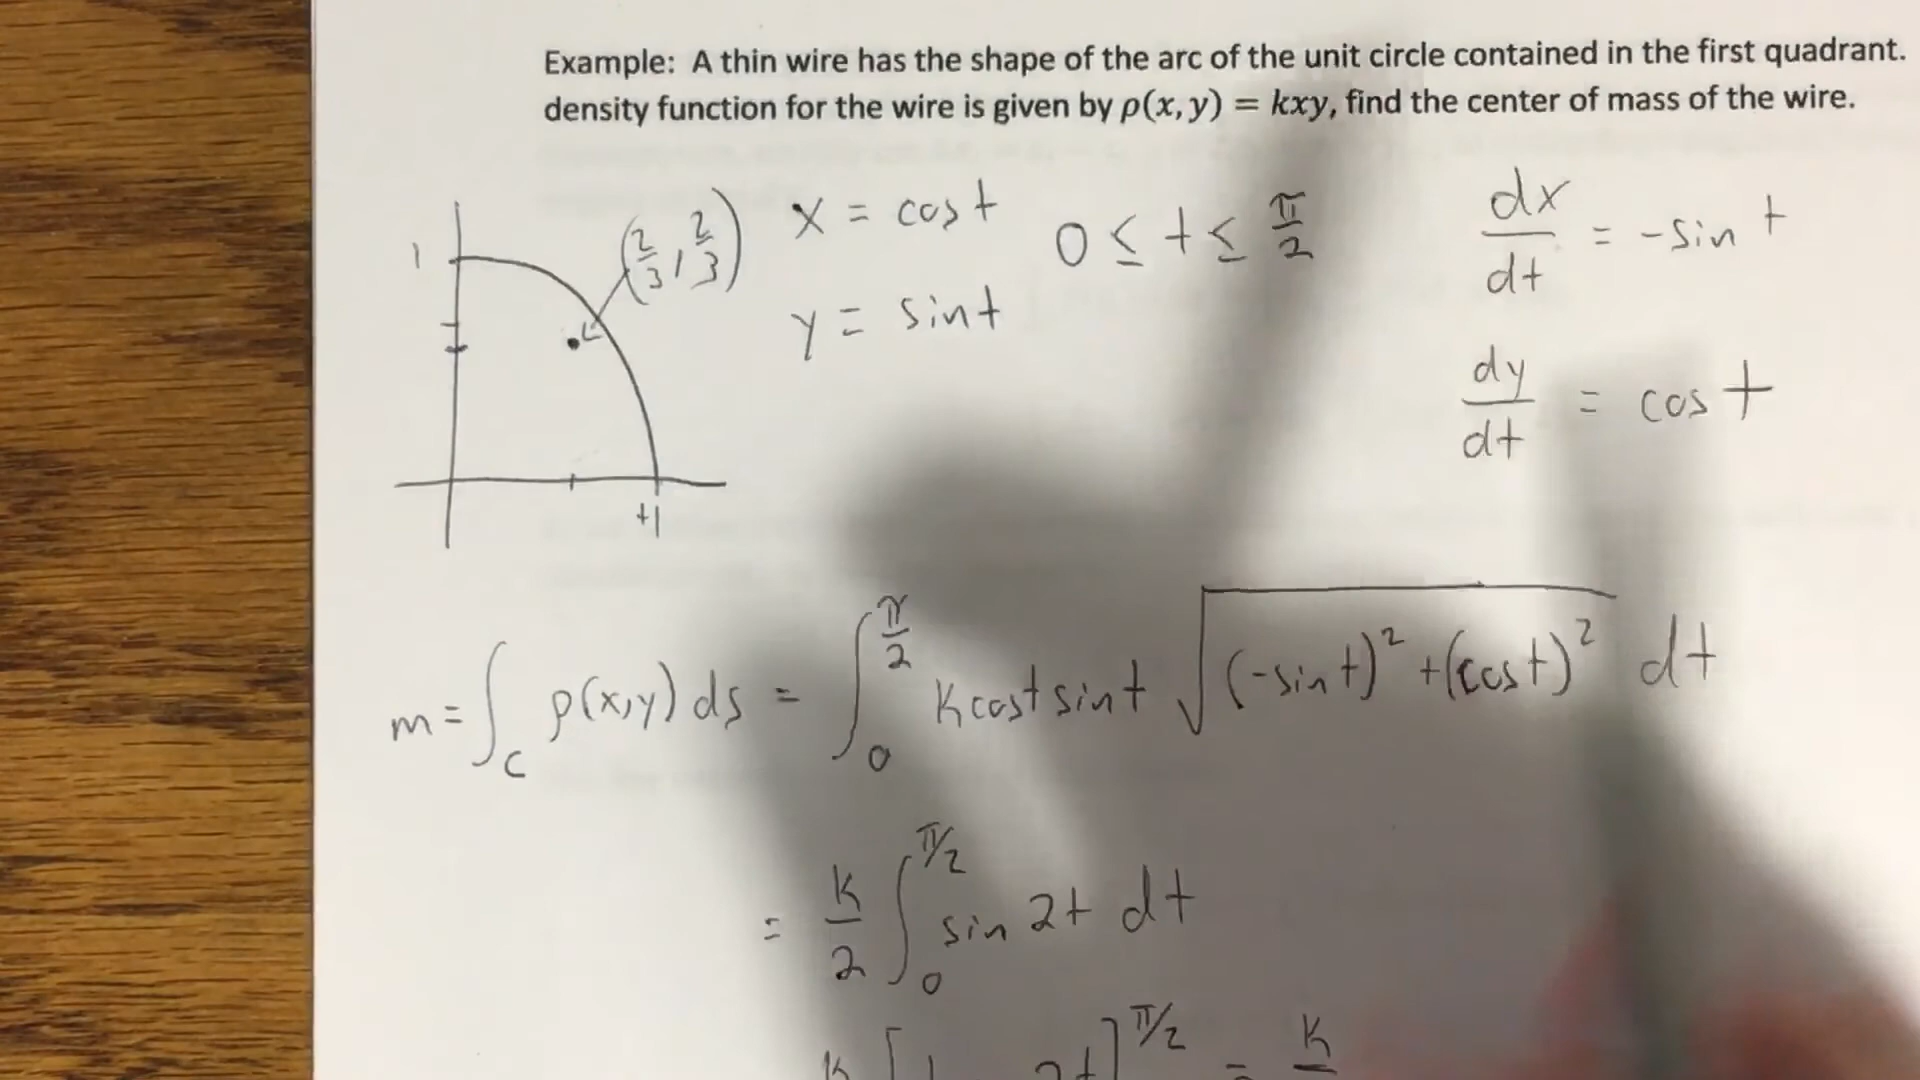 Example: A thin wire has the shape of the arc of the unit circle contained in the first quadrant.
density function for the wire is given by ρ(x, y) = kxy, find the center of mass of the wire.
1
(2/3, 2/3)
+1
x = cos t
y = sin t
0 ≤ t ≤ π/2
dx/dt = -sin t
dy/dt = cos t
m = ∫_C ρ(x,y) ds = ∫_0^{π/2} K cos t sin t √((-sin t)² + (cos t)²) dt
= K/2 ∫_0^{π/2} sin 2t dt
2t]^{π/2} = K